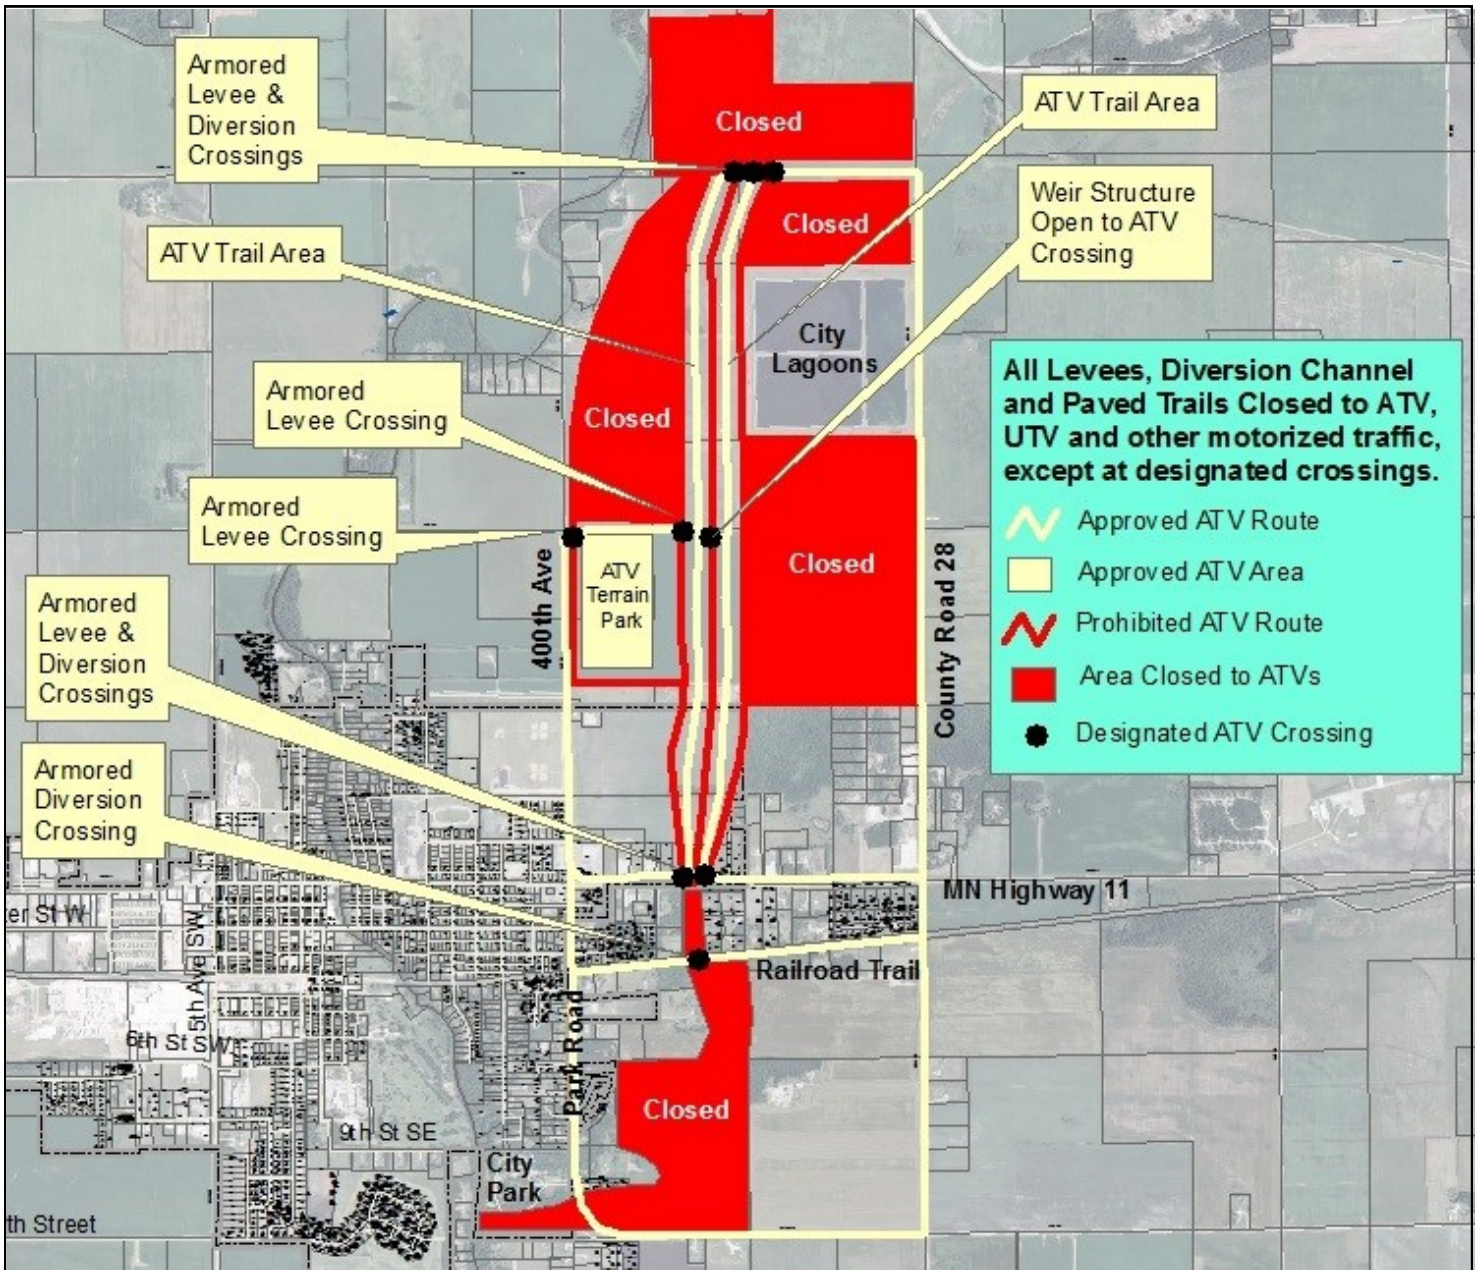 Armored
Levee &
Diversion
Crossings
Closed
ATV Trail Area
Weir Structure
Open to ATV
Crossing
Closed
ATV Trail Area
City
Lagoons
Armored
Levee Crossing
Closed
All Levees, Diversion Channel
and Paved Trails Closed to ATV,
UTV and other motorized traffic,
except at designated crossings.
Approved ATV Route
Approved ATV Area
Prohibited ATV Route
Area Closed to ATVs
Designated ATV Crossing
Armored
Levee Crossing
400th Ave
ATV
Terrain
Park
Closed
County Road 28
Armored
Levee &
Diversion
Crossings
Armored
Diversion
Crossing
MN Highway 11
er St W
5th Ave SW
Railroad Trail
6th St SW
Park Road
Closed
9th St SE
City
Park
th Street